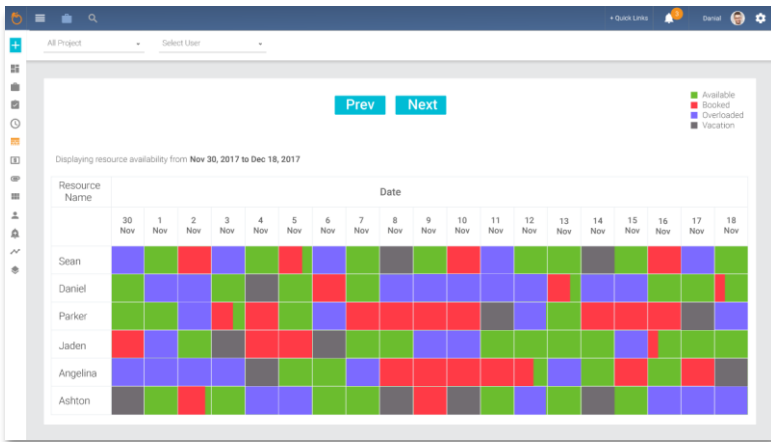 + Quick Links 3 Danial
All Project Select User
Prev Next
Available
Booked
Overloaded
Vacation
Displaying resource availability from Nov 30, 2017 to Dec 18, 2017
Resource Name Date
30 Nov 1 Nov 2 Nov 3 Nov 4 Nov 5 Nov 6 Nov 7 Nov 8 Nov 9 Nov 10 Nov 11 Nov 12 Nov 13 Nov 14 Nov 15 Nov 16 Nov 17 Nov 18 Nov
Sean
Daniel
Parker
Jaden
Angelina
Ashton